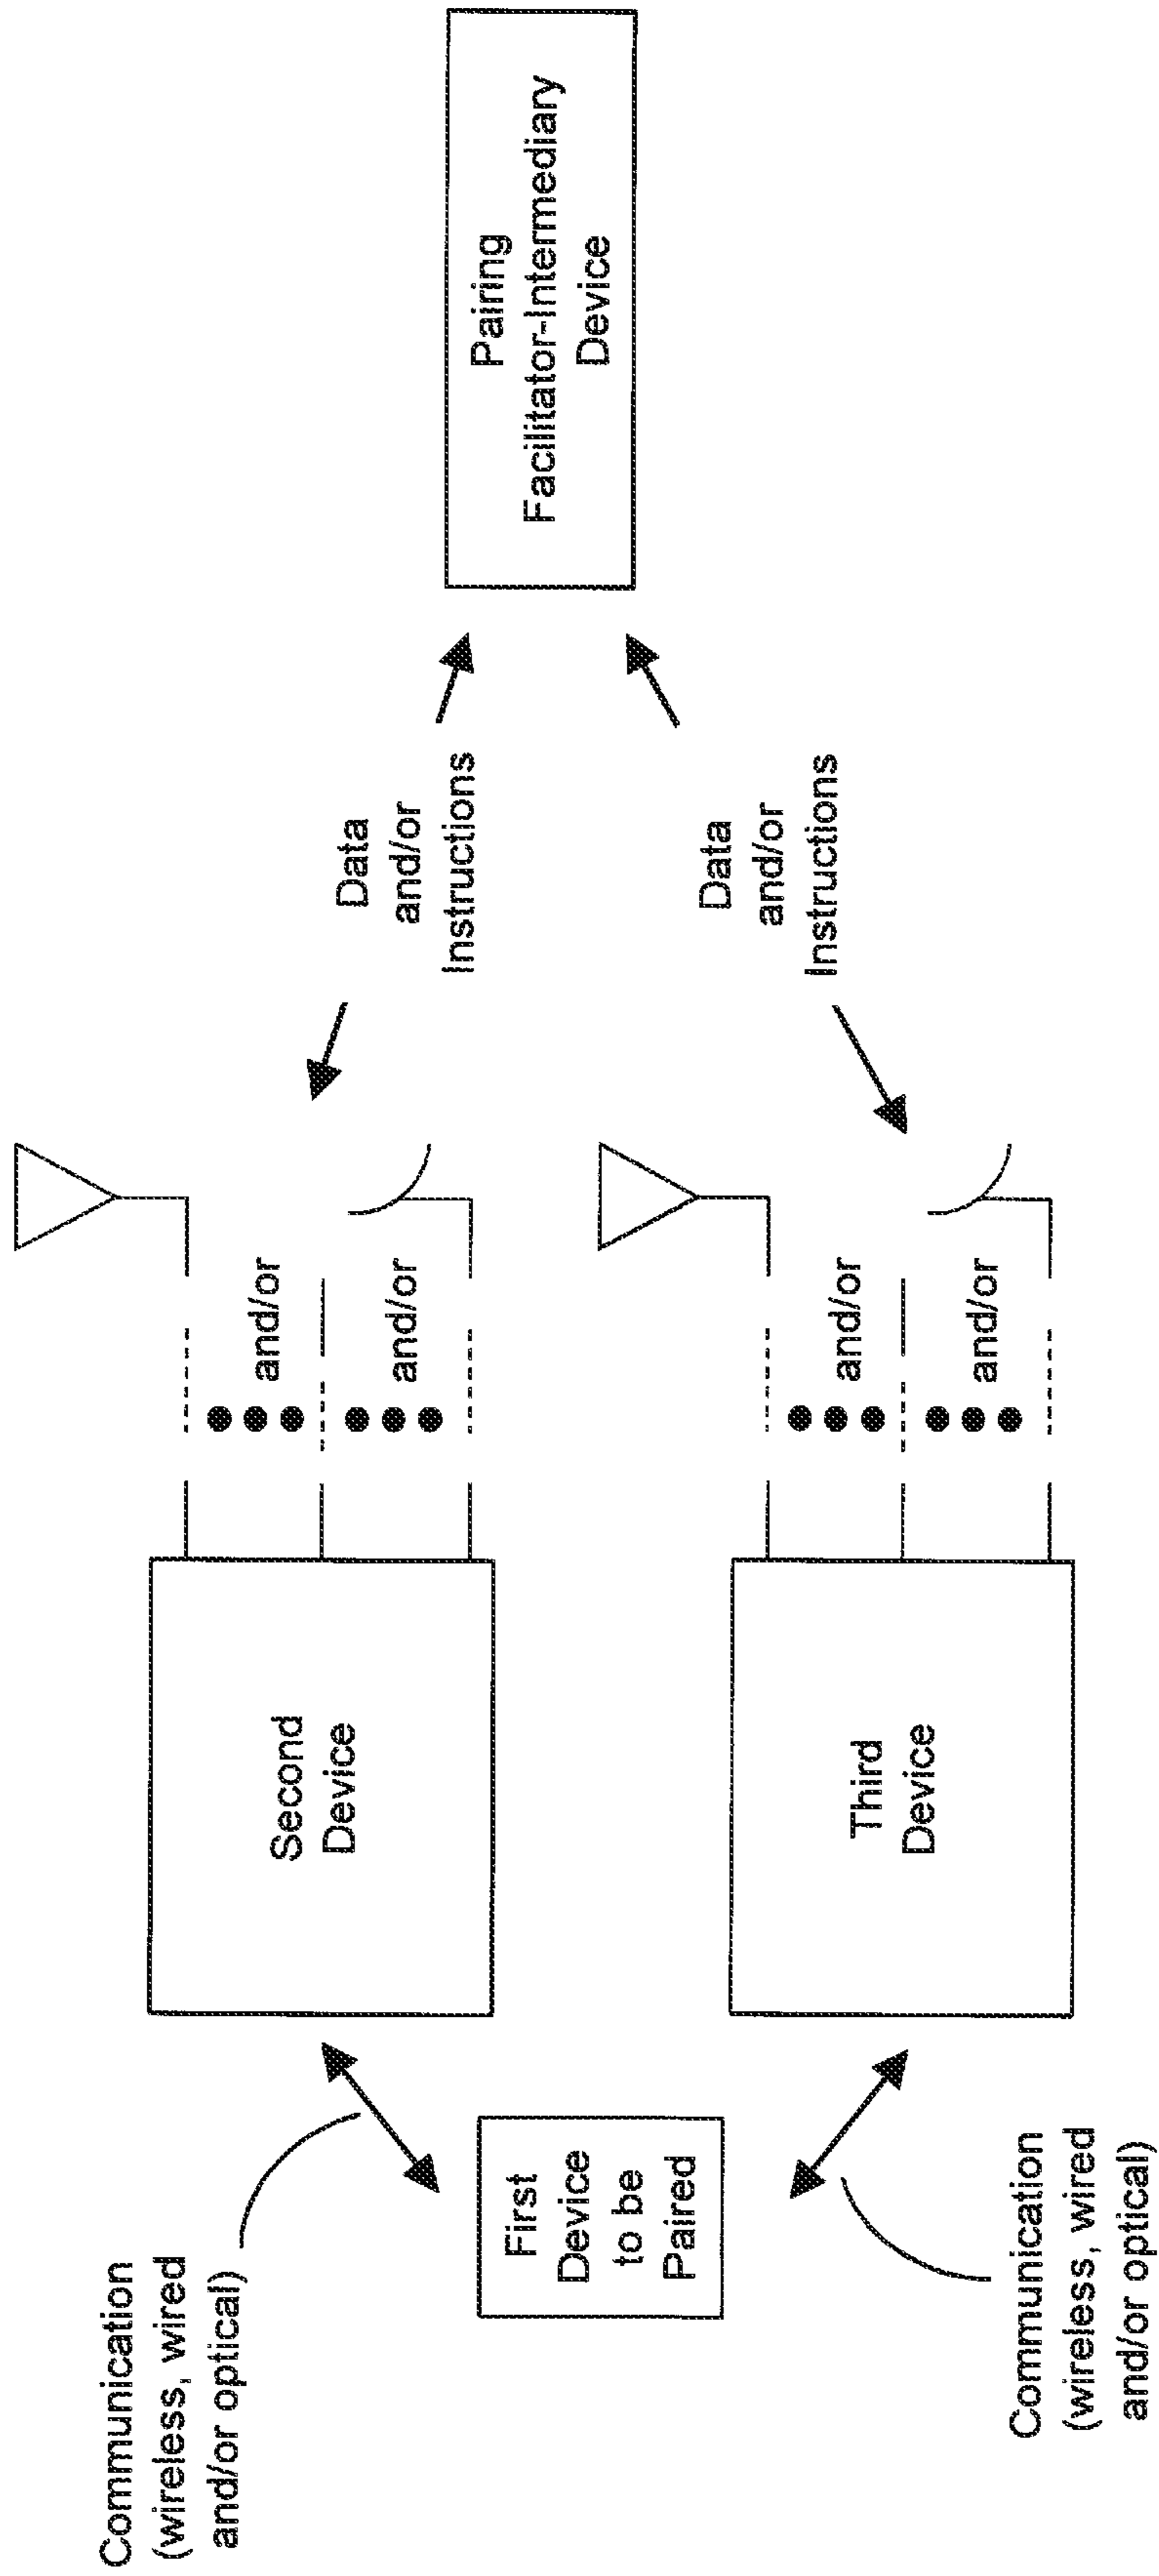 Communication
(wireless, wired
and/or optical)
Second
Device
and/or
and/or
Data
and/or
Instructions
First
Device
to be
Paired
Pairing
Facilitator-Intermediary
Device
Third
Device
and/or
and/or
Data
and/or
Instructions
Communication
(wireless, wired
and/or optical)